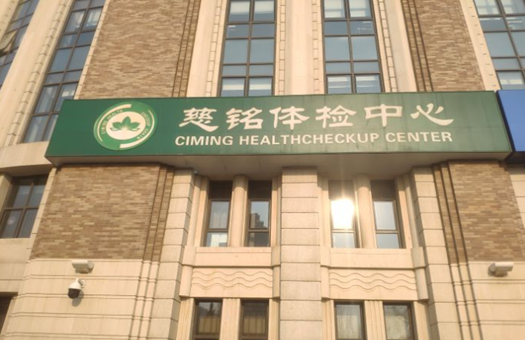 慈铭体检中心
CIMING HEALTHCHECKUP CENTER